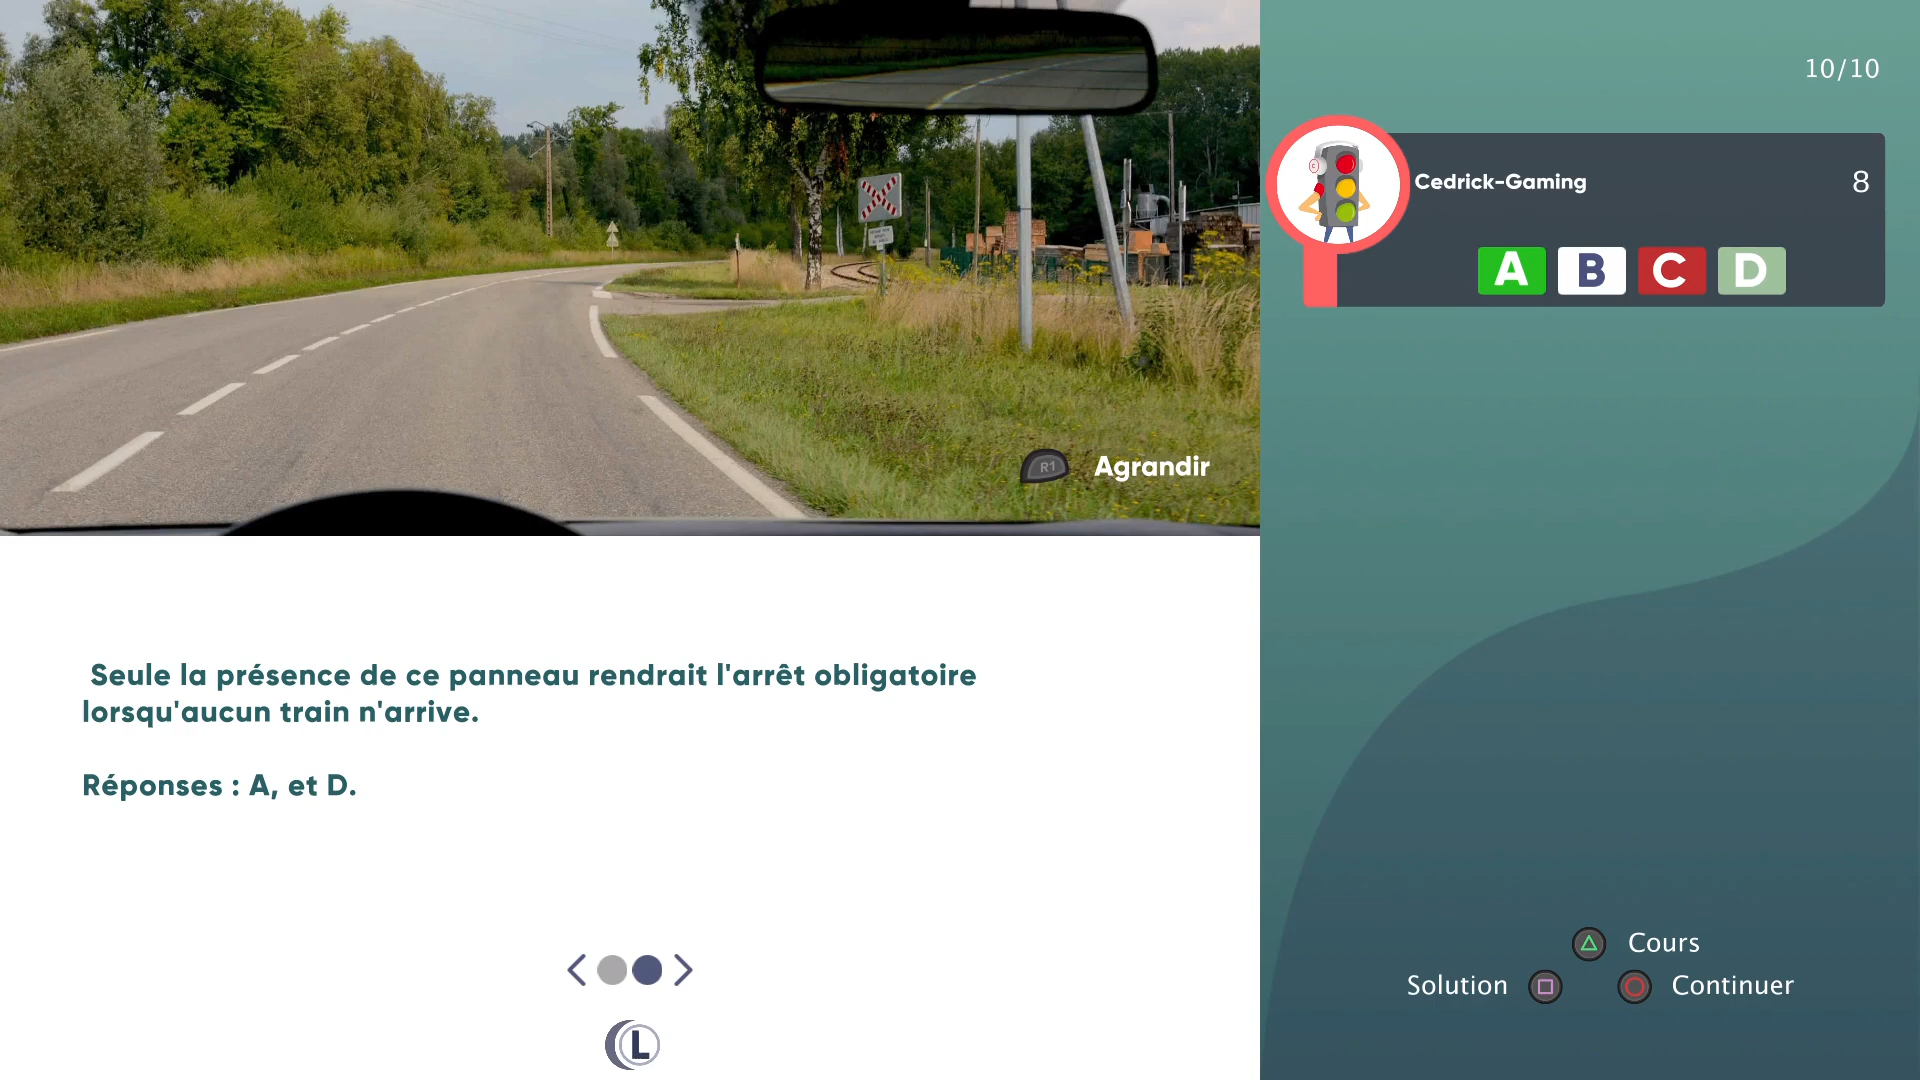 10/10
Cedrick-Gaming
8
A B C D
R1 Agrandir
Seule la présence de ce panneau rendrait l'arrêt obligatoire
lorsqu'aucun train n'arrive.
Réponses : A, et D.
L
Cours
Solution
Continuer